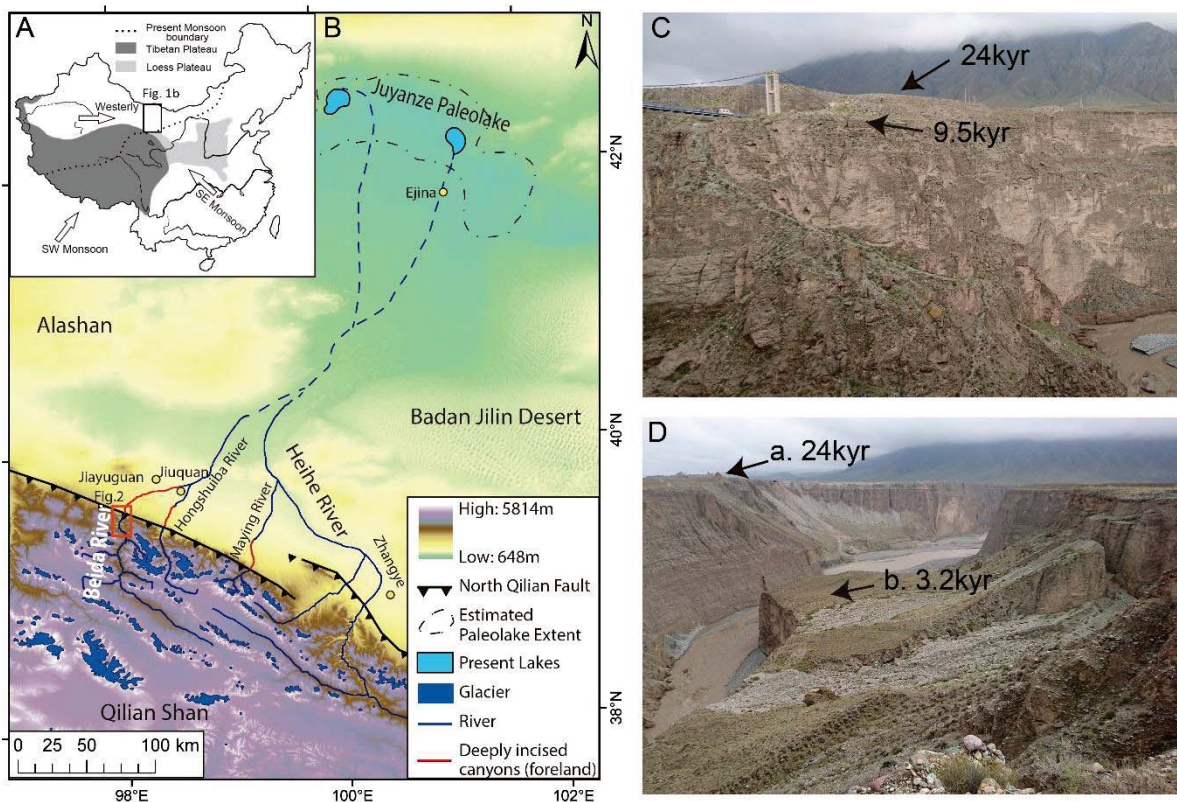 A
Present Monsoon
boundary
Tibetan Plateau
Loess Plateau
Fig. 1b
Westerly
SE Monsoon
SW Monsoon
B
N
Juyanze Paleolake
Ejina
42°N
Alashan
Badan Jilin Desert
40°N
Jiayuguan
Jiuquan
Fig.2
Hongshuiba River
Beida River
Maying River
Heihe River
Zhangye
38°N
Qilian Shan
0 25 50 100 km
98°E
100°E
102°E
High: 5814m
Low: 648m
North Qilian Fault
Estimated
Paleolake Extent
Present Lakes
Glacier
River
Deeply incised
canyons (foreland)
C
24kyr
9.5kyr
D
a. 24kyr
b. 3.2kyr